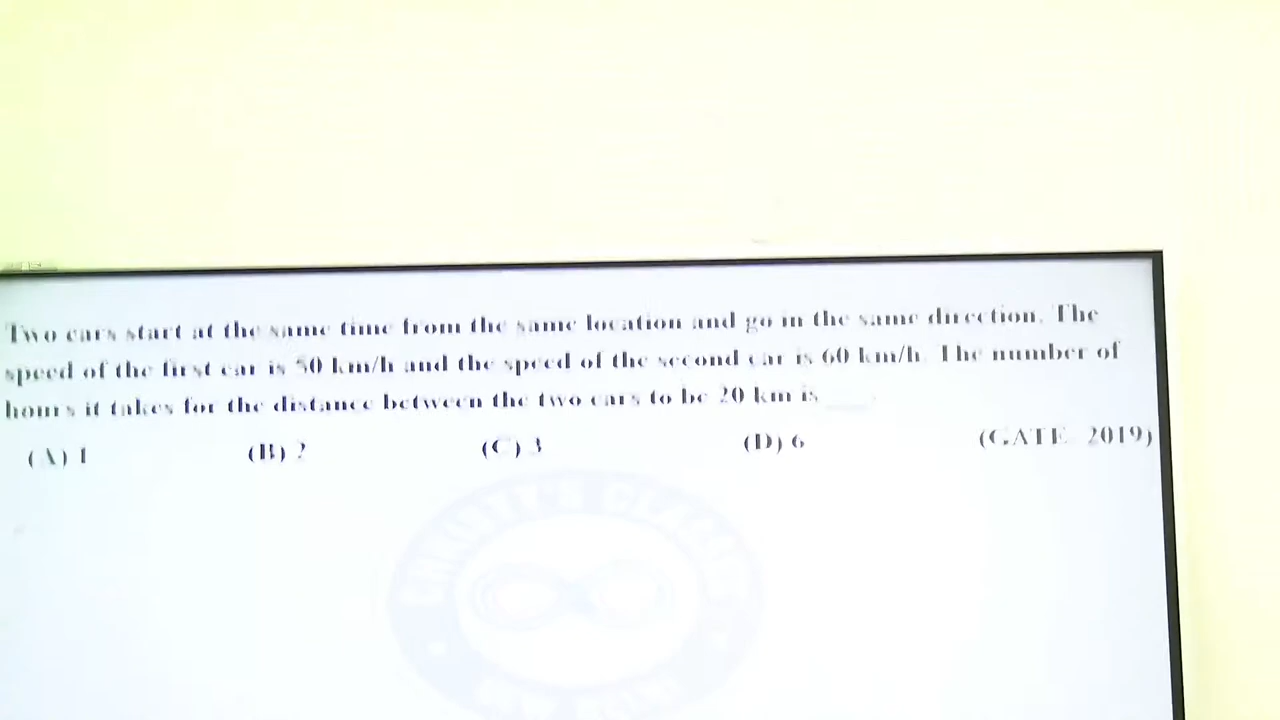 Two cars start at the same time from the same location and go in the same direction. The
speed of the first car is 50 km/h and the speed of the second car is 60 km/h. The number of
hours it takes for the distance between the two cars to be 20 km is ____.
(A) 1 (B) 2 (C) 3 (D) 6 (GATE 2019)